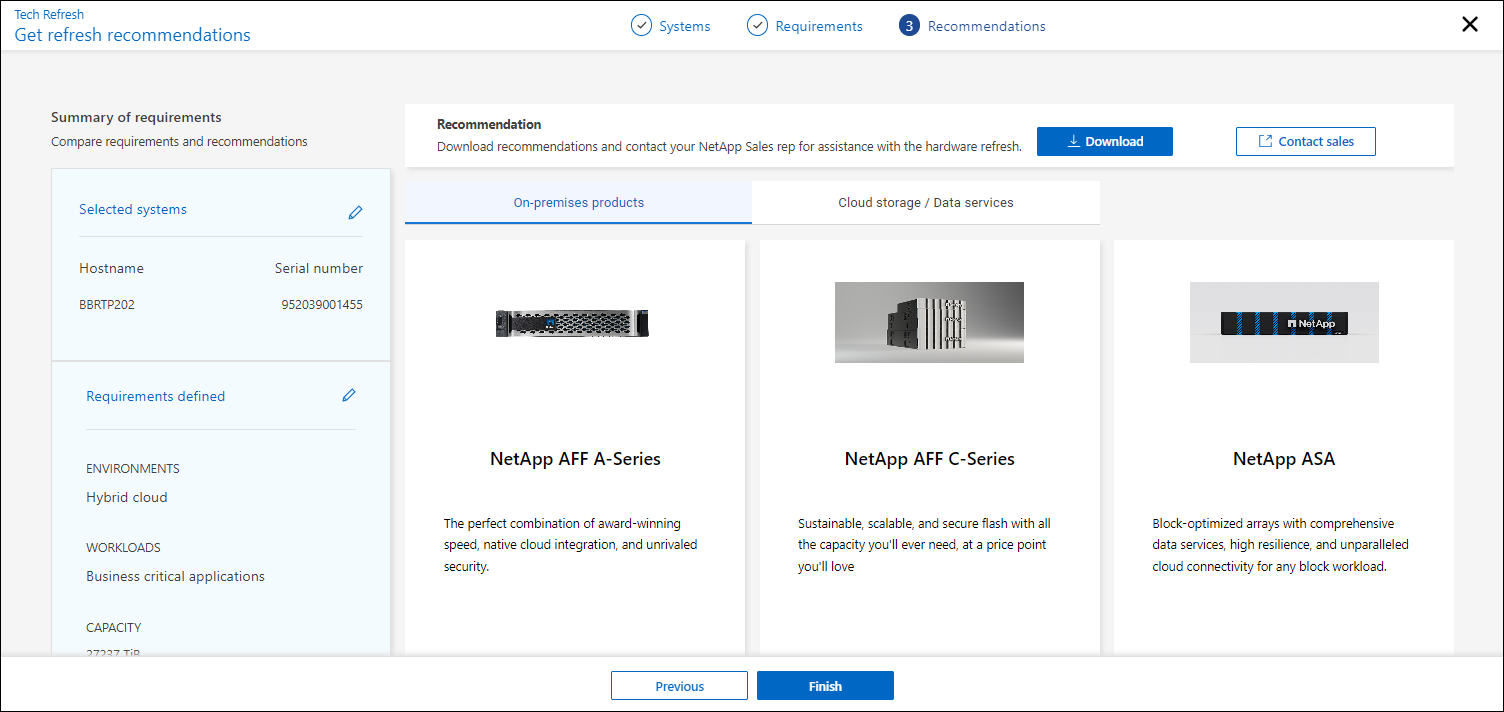 Tech Refresh
Get refresh recommendations
Systems
Requirements
3 Recommendations
Summary of requirements
Compare requirements and recommendations
Selected systems
Hostname Serial number
BBRTP202 952039001455
Requirements defined
ENVIRONMENTS
Hybrid cloud
WORKLOADS
Business critical applications
CAPACITY
27237 TiB
Recommendation
Download recommendations and contact your NetApp Sales rep for assistance with the hardware refresh.
Download
Contact sales
On-premises products
Cloud storage / Data services
NetApp AFF A-Series
The perfect combination of award-winning
speed, native cloud integration, and unrivaled
security.
NetApp AFF C-Series
Sustainable, scalable, and secure flash with all
the capacity you'll ever need, at a price point
you'll love
NetApp
NetApp ASA
Block-optimized arrays with comprehensive
data services, high resilience, and unparalleled
cloud connectivity for any block workload.
Previous
Finish